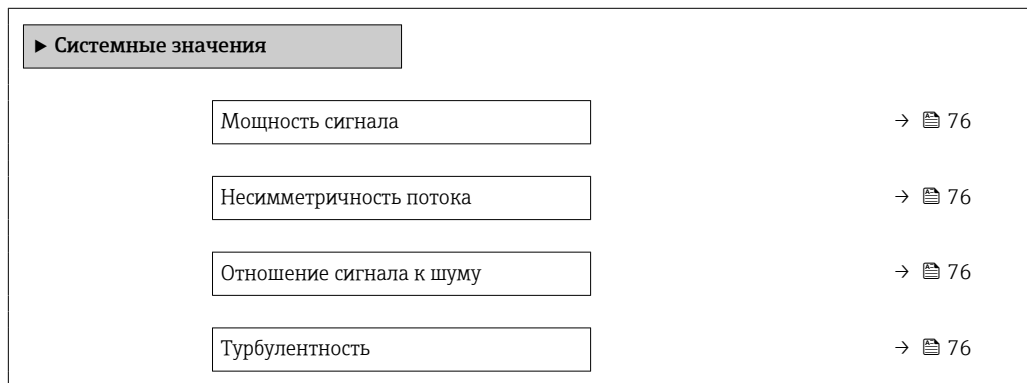 ► Системные значения
Мощность сигнала → 76
Несимметричность потока → 76
Отношение сигнала к шуму → 76
Турбулентность → 76